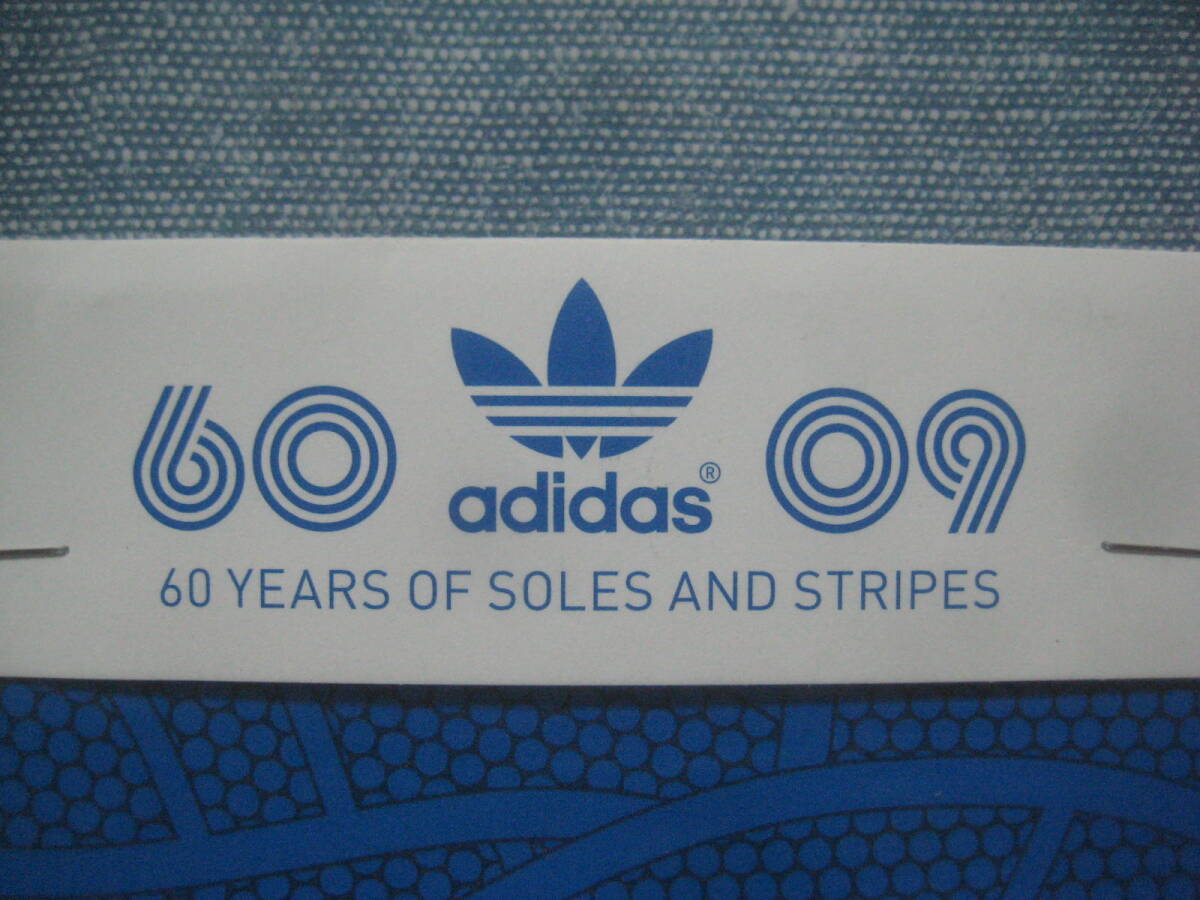 60 adidas® 09
60 YEARS OF SOLES AND STRIPES